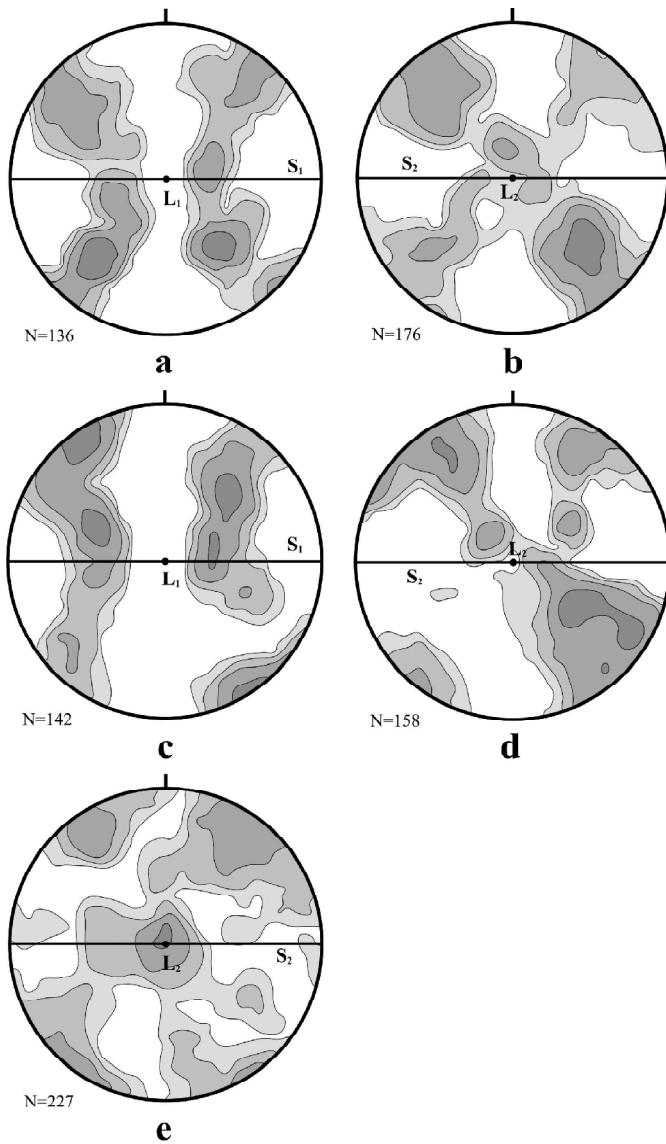 S₁
L₁
N=136
a
S₂
L₂
N=176
b
S₁
L₁
N=142
c
L₂
S₂
N=158
d
S₂
L₂
N=227
e